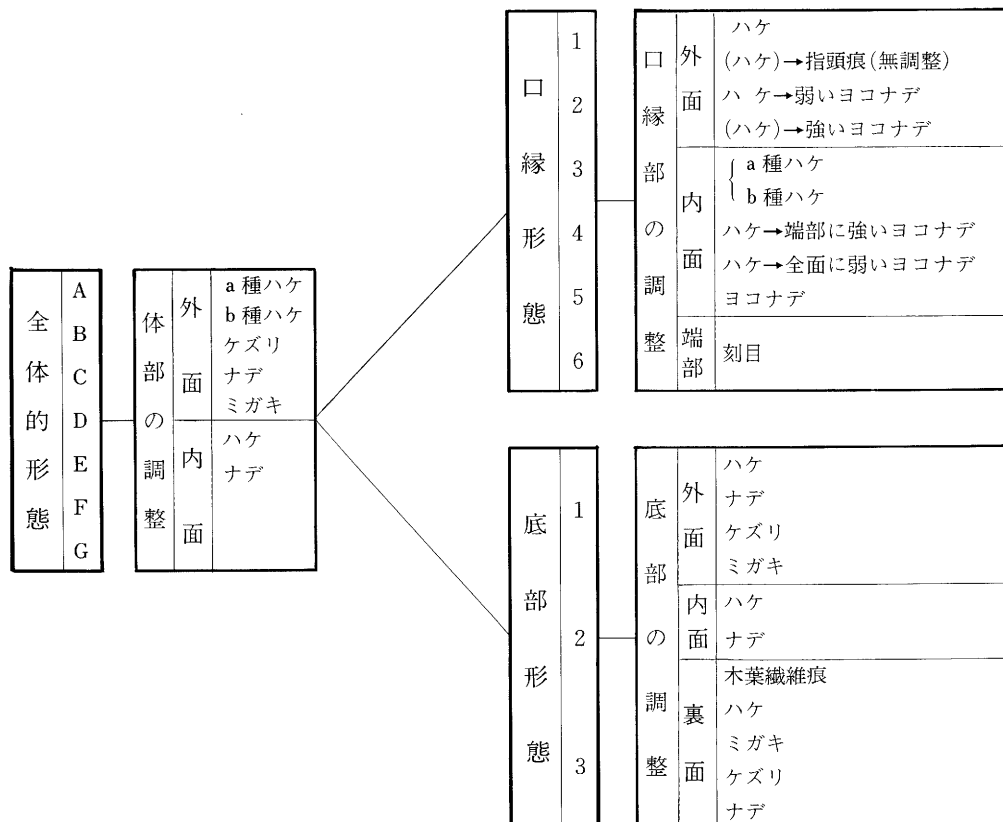 全体的形態
A
B
C
D
E
F
G
体部の調整
外面
a種ハケ
b種ハケ
ケズリ
ナデ
ミガキ
内面
ハケ
ナデ
口縁形態
1
2
3
4
5
6
口縁部の調整
外面
ハケ
(ハケ)→指頭痕(無調整)
ハケ→弱いヨコナデ
(ハケ)→強いヨコナデ
内面
a種ハケ
b種ハケ
ハケ→端部に強いヨコナデ
ハケ→全面に弱いヨコナデ
ヨコナデ
端部
刻目
底部形態
1
2
3
底部の調整
外面
ハケ
ナデ
ケズリ
ミガキ
内面
ハケ
ナデ
裏面
木葉繊維痕
ハケ
ミガキ
ケズリ
ナデ